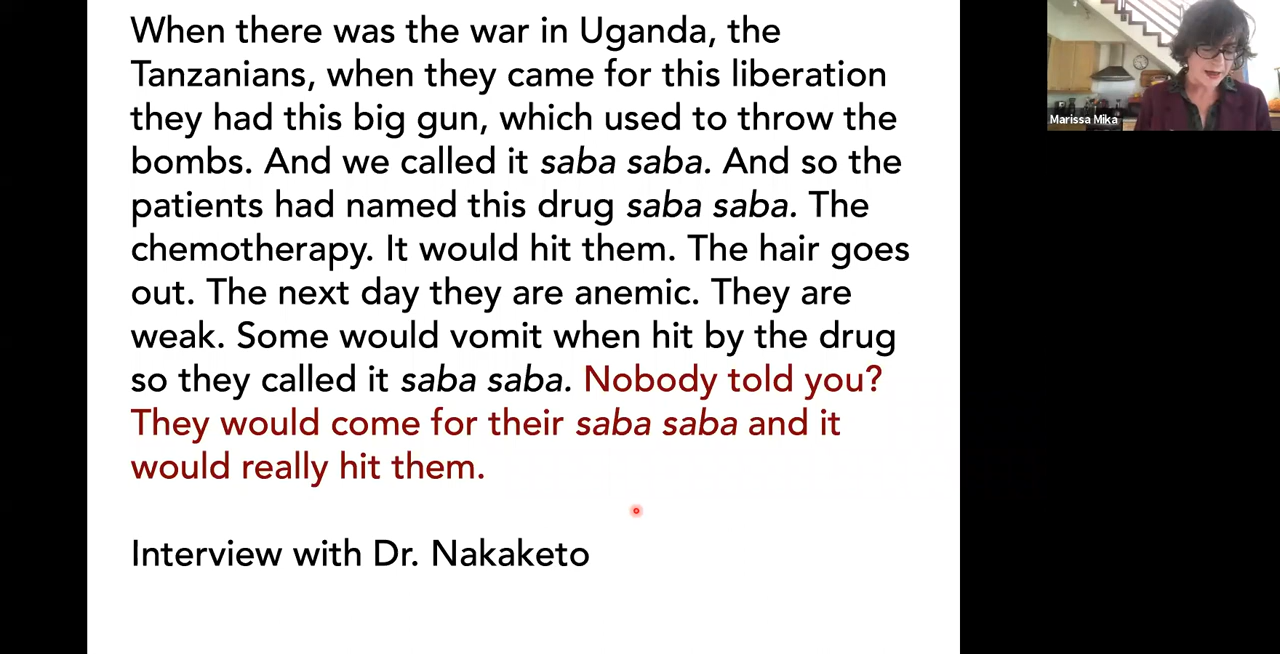 When there was the war in Uganda, the
Tanzanians, when they came for this liberation
they had this big gun, which used to throw the
bombs. And we called it saba saba. And so the
patients had named this drug saba saba. The
chemotherapy. It would hit them. The hair goes
out. The next day they are anemic. They are
weak. Some would vomit when hit by the drug
so they called it saba saba. Nobody told you?
They would come for their saba saba and it
would really hit them.
Interview with Dr. Nakaketo
Marissa Mika